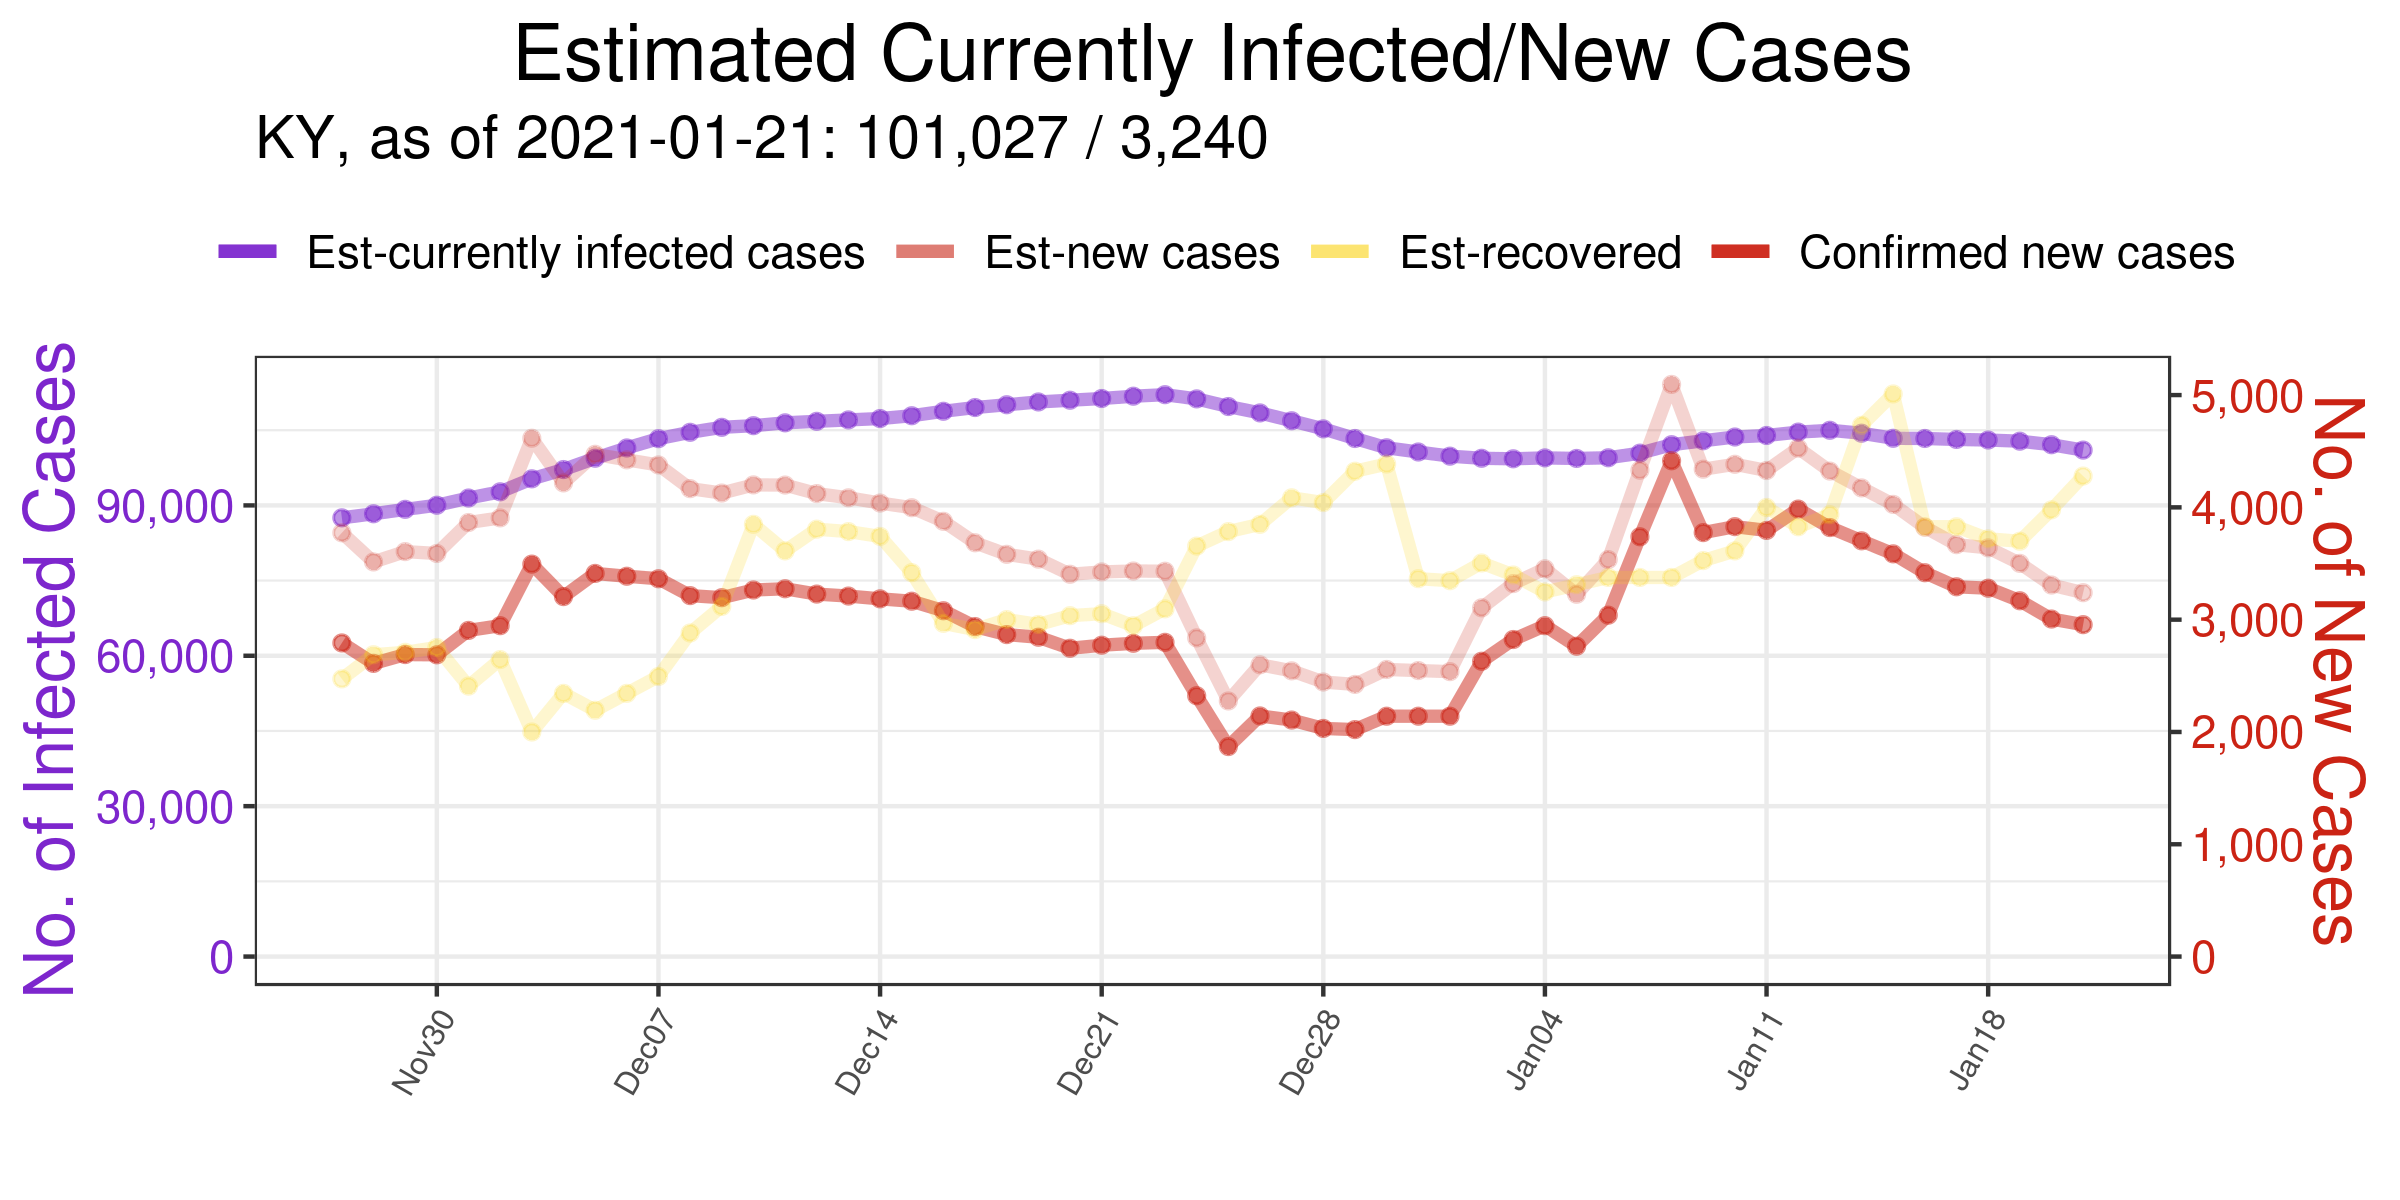 Estimated Currently Infected/New Cases
KY, as of 2021-01-21: 101,027 / 3,240
Est-currently infected cases Est-new cases Est-recovered Confirmed new cases
No. of Infected Cases
90,000
60,000
30,000
0
5,000
4,000
3,000
2,000
1,000
0
No. of New Cases
Nov30 Dec07 Dec14 Dec21 Dec28 Jan04 Jan11 Jan18